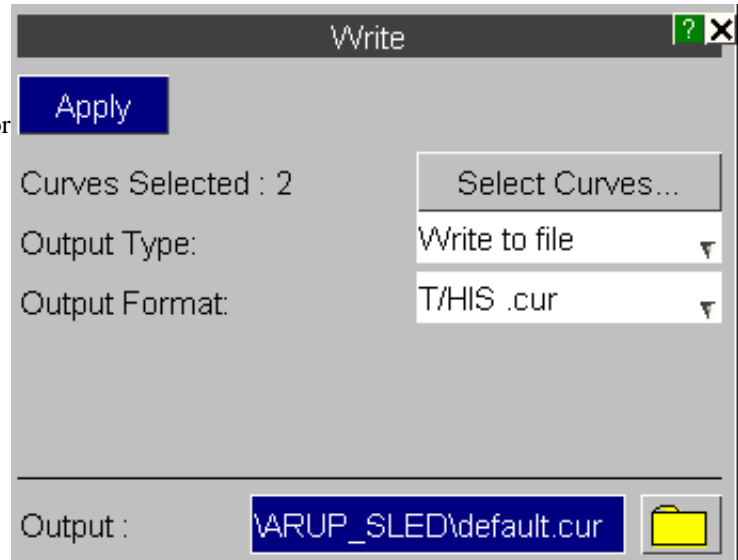 Write ?
or Apply
Curves Selected : 2 Select Curves...
Output Type: Write to file
Output Format: T/HIS .cur
Output : \ARUP_SLED\default.cur